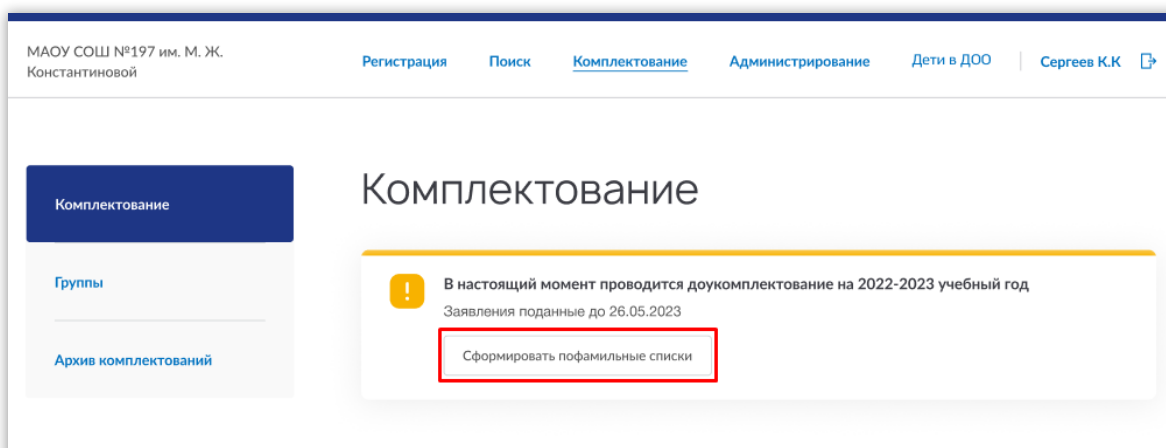 МАОУ СОШ №197 им. М. Ж.
Константиновой
Регистрация Поиск Комплектование Администрирование Дети в ДОО Сергеев К.К
Комплектование
Группы
Архив комплектований
Комплектование
В настоящий момент проводится доукомплектование на 2022-2023 учебный год
Заявления поданные до 26.05.2023
Сформировать пофамильные списки